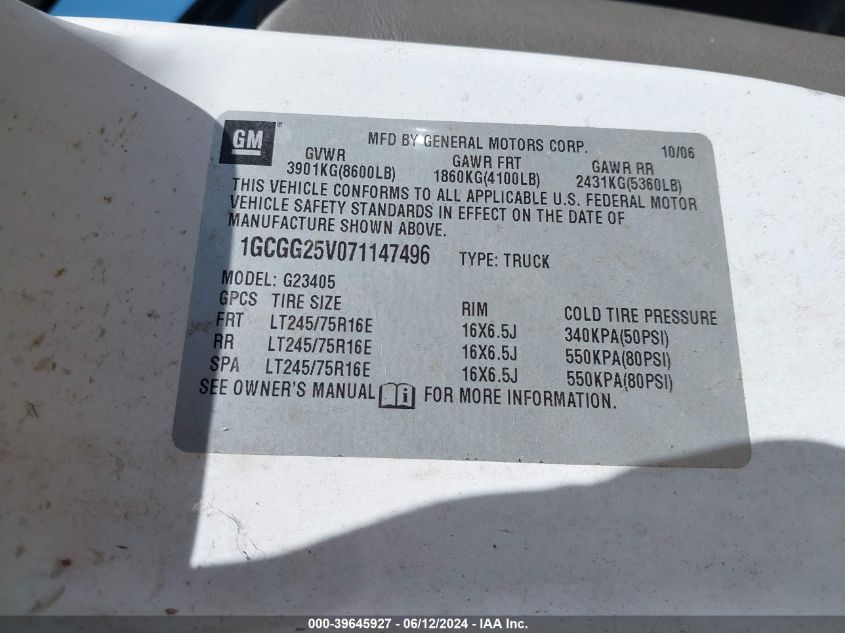 GM®
MFD BY GENERAL MOTORS CORP. 10/06
GVWR GAWR FRT GAWR RR
3901KG(8600LB) 1860KG(4100LB) 2431KG(5360LB)
THIS VEHICLE CONFORMS TO ALL APPLICABLE U.S. FEDERAL MOTOR
VEHICLE SAFETY STANDARDS IN EFFECT ON THE DATE OF
MANUFACTURE SHOWN ABOVE.
1GCGG25V071147496 TYPE: TRUCK
MODEL: G23405
GPCS TIRE SIZE RIM COLD TIRE PRESSURE
FRT LT245/75R16E 16X6.5J 340KPA(50PSI)
RR LT245/75R16E 16X6.5J 550KPA(80PSI)
SPA LT245/75R16E 16X6.5J 550KPA(80PSI)
SEE OWNER'S MANUAL i FOR MORE INFORMATION.
000-39645927 - 06/12/2024 - IAA Inc.